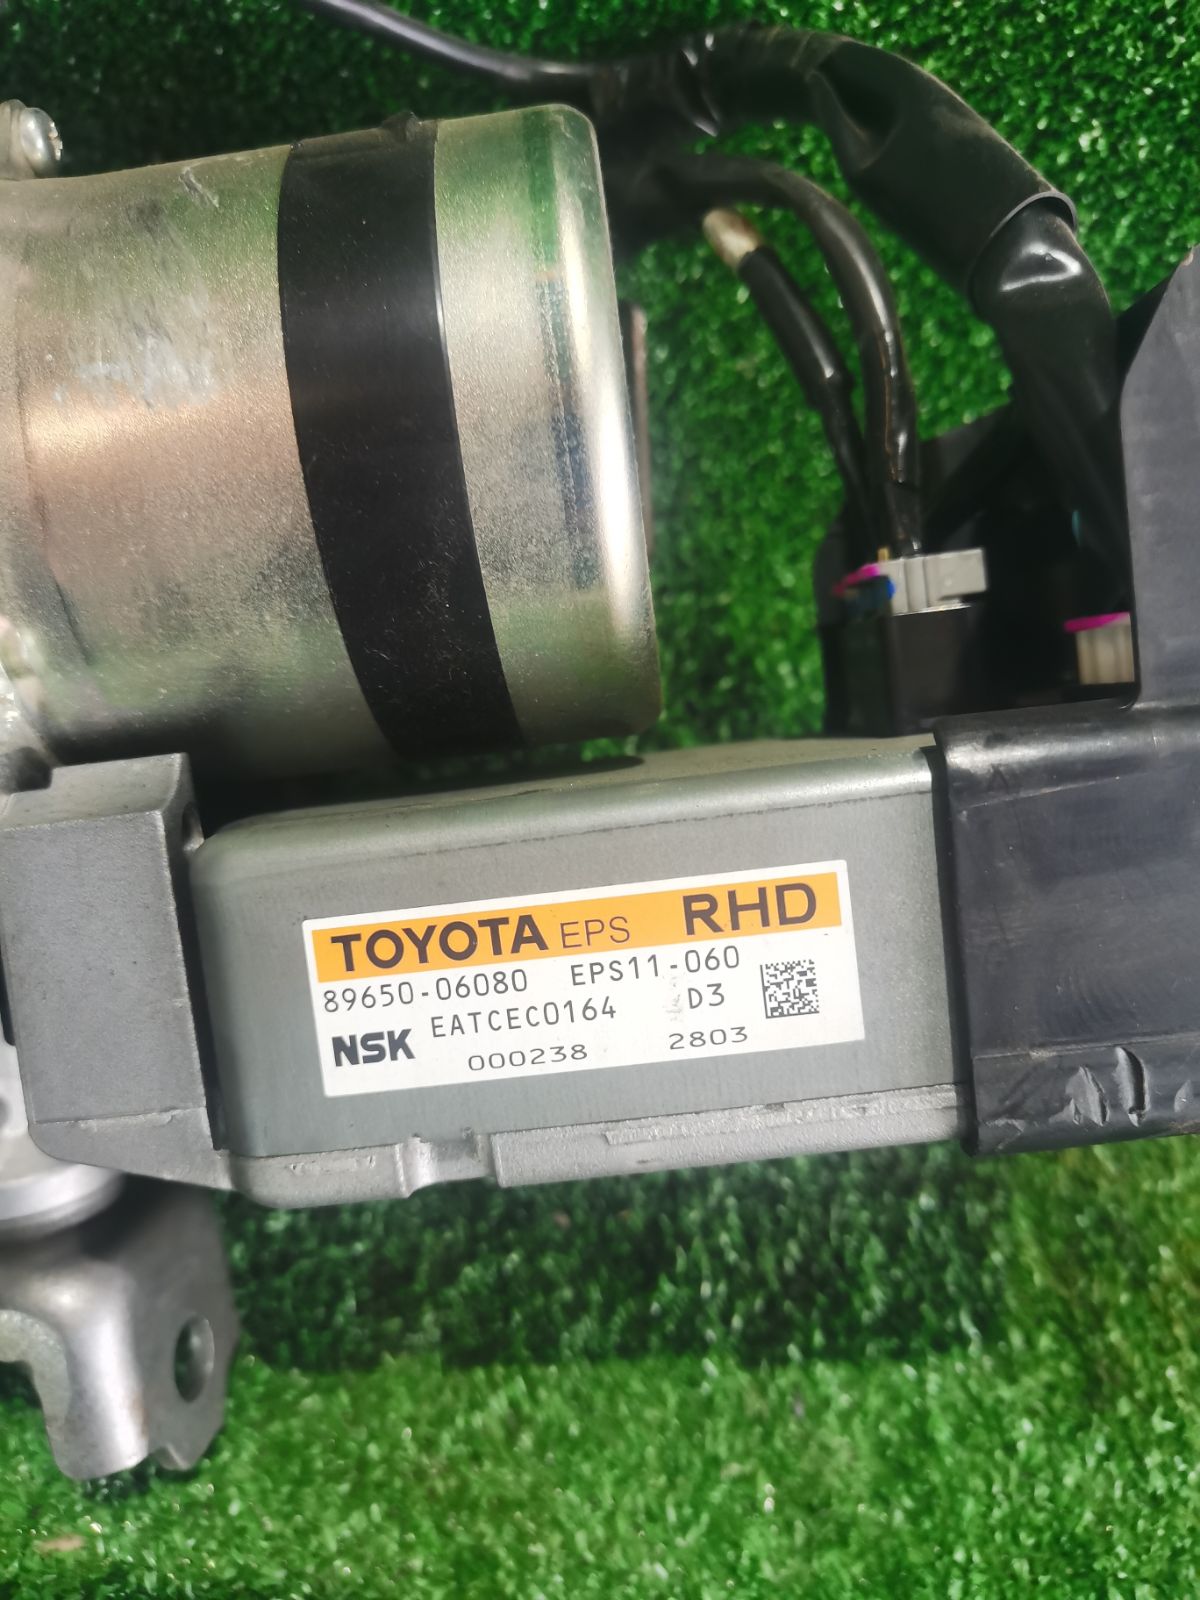 TOYOTA EPS RHD
89650-06080 EPS11-060
NSK EATCEC0164 D3
000238 2803